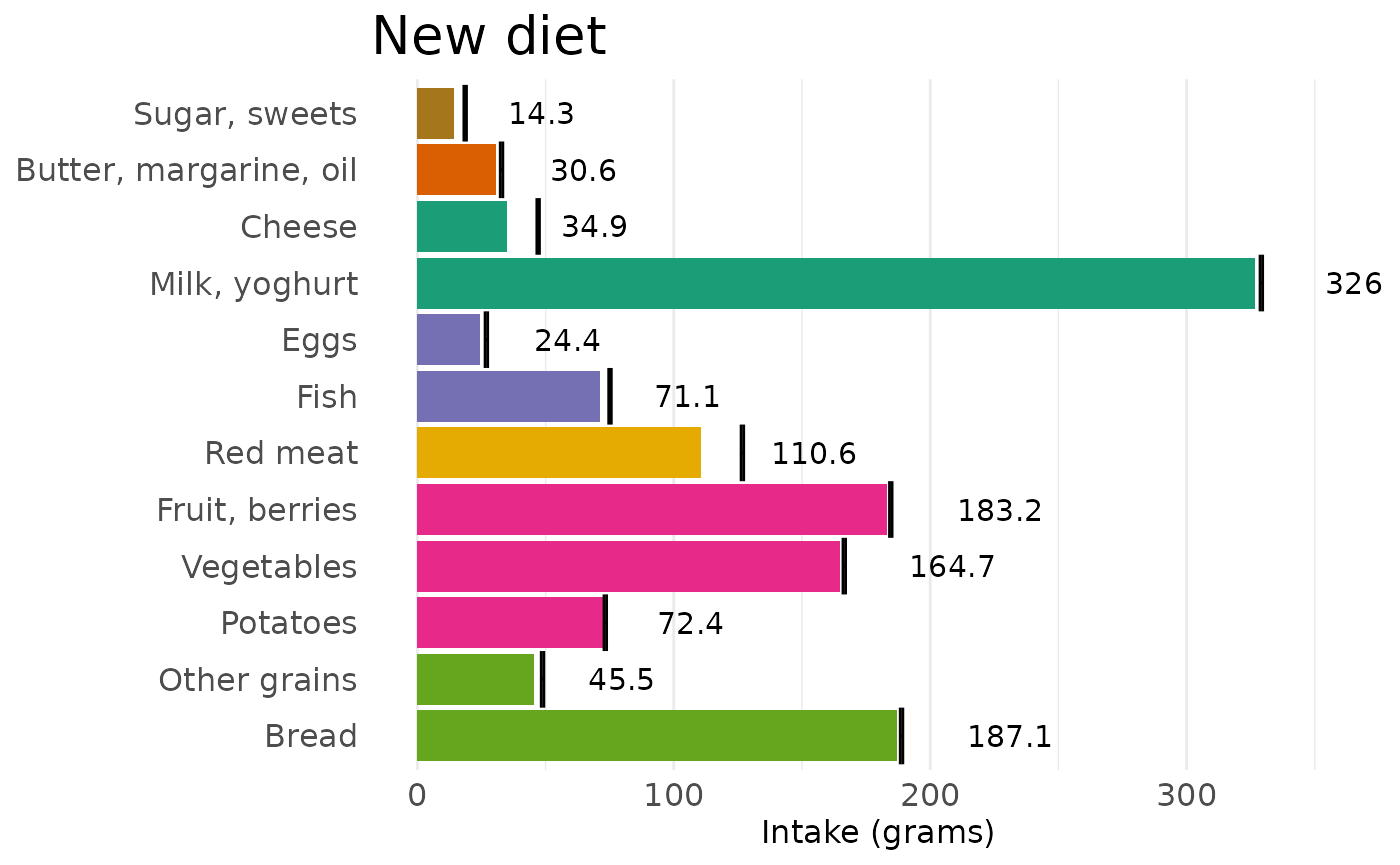 New diet
Sugar, sweets 14.3
Butter, margarine, oil 30.6
Cheese 34.9
Milk, yoghurt 326
Eggs 24.4
Fish 71.1
Red meat 110.6
Fruit, berries 183.2
Vegetables 164.7
Potatoes 72.4
Other grains 45.5
Bread 187.1
0 100 200 300
Intake (grams)